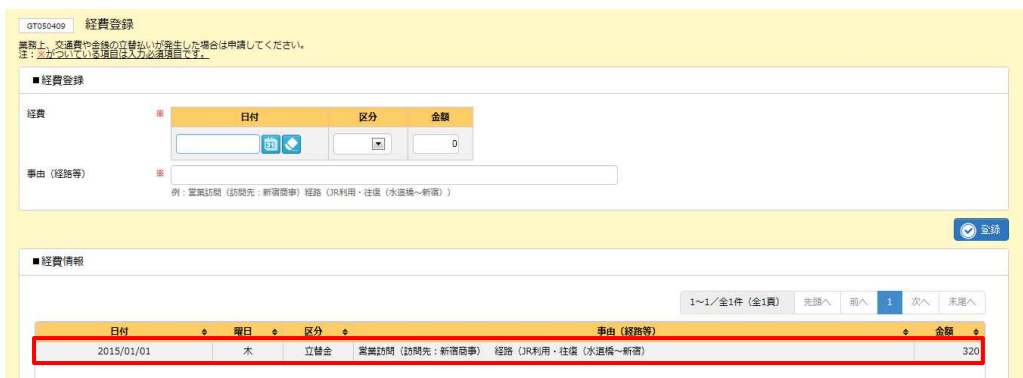 GT050409 経費登録
業務上、交通費や金銭の立替払いが発生した場合は申請してください。
注：※がついている項目は入力必須項目です。
■経費登録
経費 ※ 日付 区分 金額
31 0
事由（経路等） ※
例：営業訪問（訪問先：新宿商事）経路（JR利用・往復（水道橋～新宿））
登録
■経費情報
1～1／全1件（全1頁） 先頭へ 前へ 1 次へ 末尾へ
日付 曜日 区分 事由（経路等） 金額
2015/01/01 木 立替金 営業訪問（訪問先：新宿商事） 経路（JR利用・往復（水道橋～新宿） 320